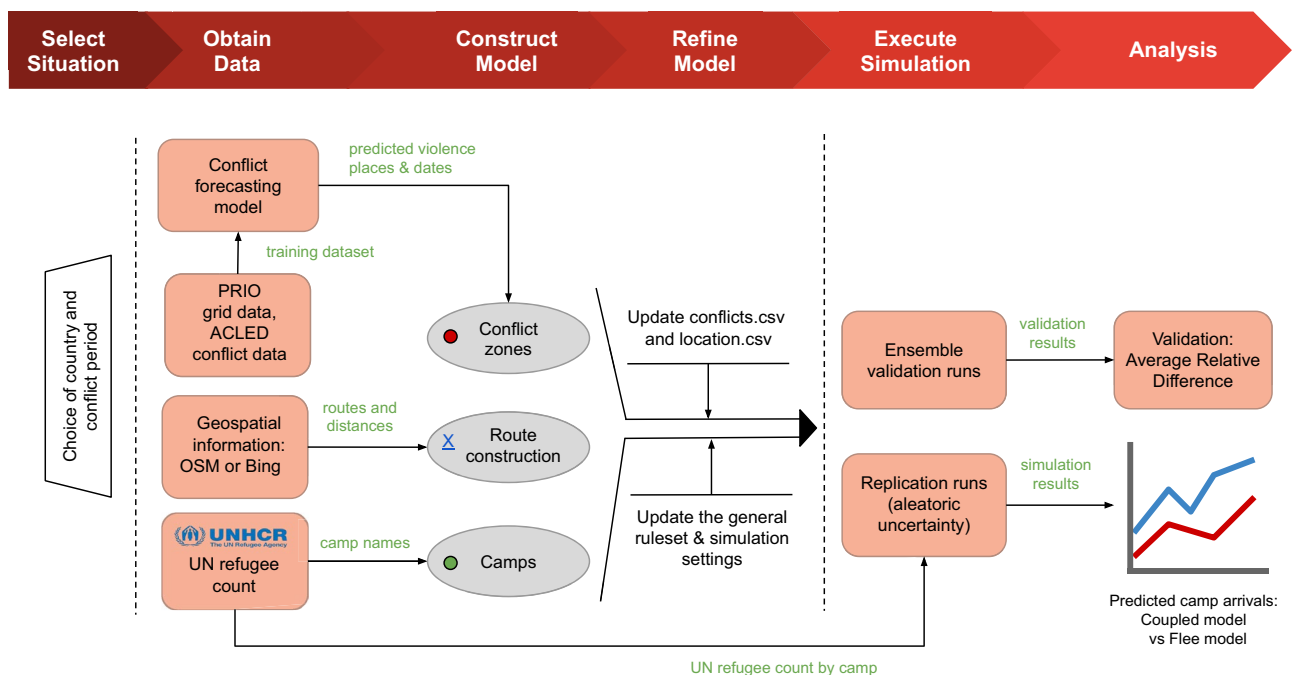 Select
Situation
Obtain
Data
Construct
Model
Refine
Model
Execute
Simulation
Analysis
Choice of country and
conflict period
Conflict
forecasting
model
predicted violence
places & dates
training dataset
PRIO
grid data,
ACLED
conflict data
Conflict
zones
Geospatial
information:
OSM or Bing
routes and
distances
X
Route
construction
UNHCR
The UN Refugee Agency
UN refugee
count
camp names
Camps
Update conflicts.csv
and location.csv
Update the general
ruleset & simulation
settings
Ensemble
validation runs
validation
results
Validation:
Average Relative
Difference
Replication runs
(aleatoric
uncertainty)
simulation
results
Predicted camp arrivals:
Coupled model
vs Flee model
UN refugee count by camp